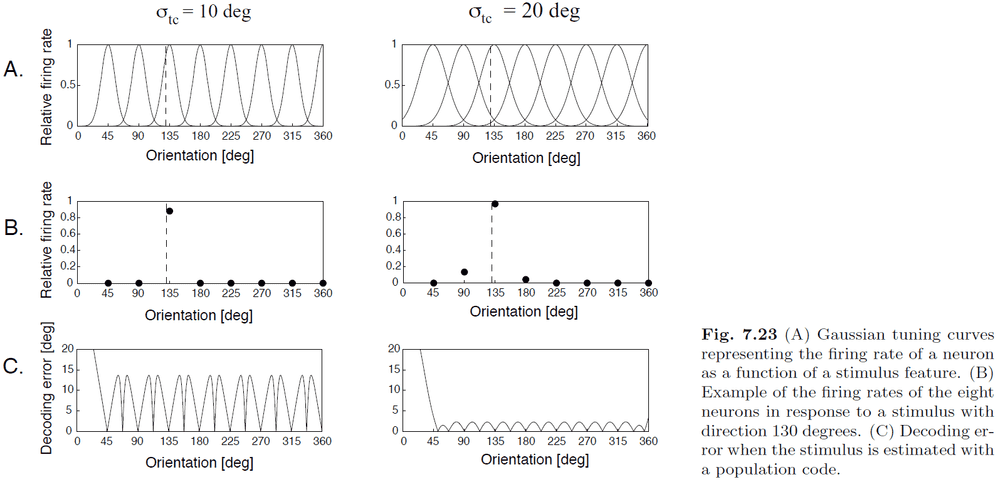 σtc = 10 deg
σtc = 20 deg
A.
Relative firing rate
1
0.5
0
0 45 90 135 180 225 270 315 360
Orientation [deg]
1
0.5
0
0 45 90 135 180 225 270 315 360
Orientation [deg]
B.
Relative firing rate
1
0.8
0.6
0.4
0.2
0
0 45 90 135 180 225 270 315 360
Orientation [deg]
1
0.8
0.6
0.4
0.2
0
0 45 90 135 180 225 270 315 360
Orientation [deg]
C.
Decoding error [deg]
20
15
10
5
0
0 45 90 135 180 225 270 315 360
Orientation [deg]
20
15
10
5
0
0 45 90 135 180 225 270 315 360
Orientation [deg]
Fig. 7.23 (A) Gaussian tuning curves
representing the firing rate of a neuron
as a function of a stimulus feature. (B)
Example of the firing rates of the eight
neurons in response to a stimulus with
direction 130 degrees. (C) Decoding er-
ror when the stimulus is estimated with
a population code.